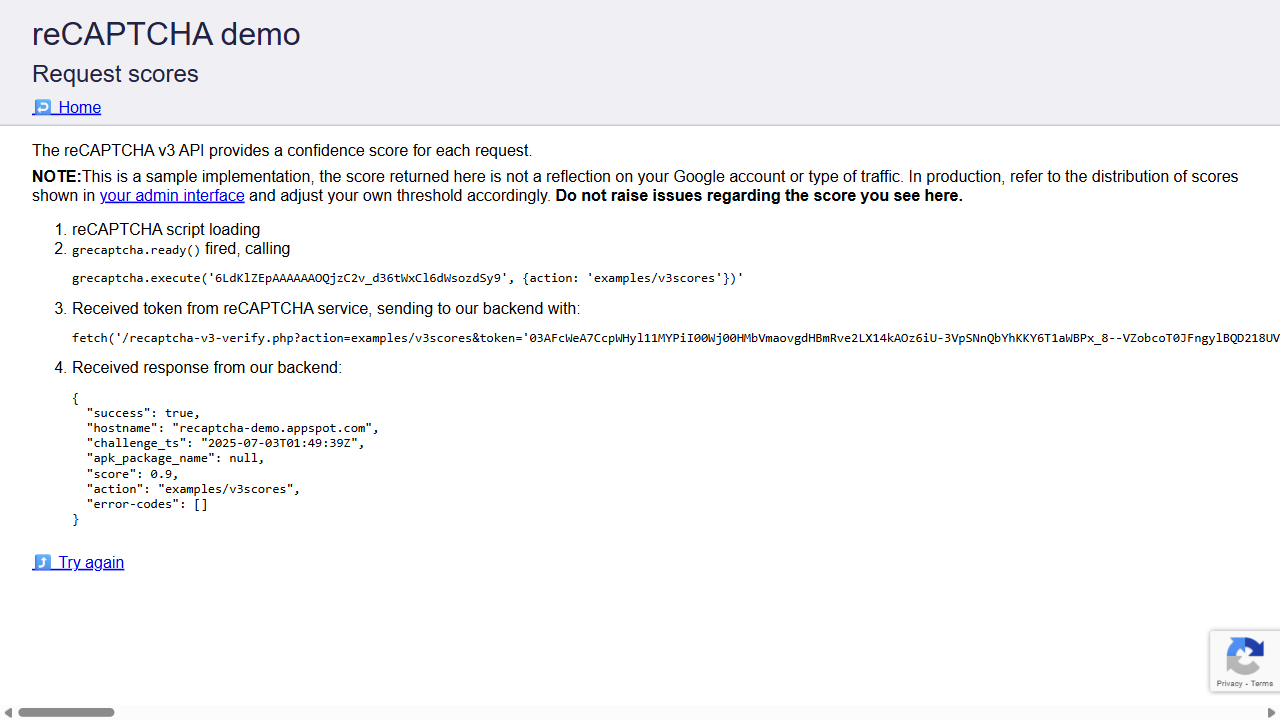 reCAPTCHA demo
Request scores
Home
The reCAPTCHA v3 API provides a confidence score for each request.
NOTE:This is a sample implementation, the score returned here is not a reflection on your Google account or type of traffic. In production, refer to the distribution of scores
shown in your admin interface and adjust your own threshold accordingly. Do not raise issues regarding the score you see here.
1. reCAPTCHA script loading
2. grecaptcha.ready() fired, calling
grecaptcha.execute('6LdKlZEpAAAAAAOQjzC2v_d36tWxCl6dWsozdSy9', {action: 'examples/v3scores'})'
3. Received token from reCAPTCHA service, sending to our backend with:
fetch('/recaptcha-v3-verify.php?action=examples/v3scores&token='03AFcWeA7CcpWHyl11MYPiI00Wj00HMbVmaovgdHBmRve2LX14kAOz6iU-3VpSNnQbYhKKY6T1aWBPx_8--VZobcoT0JFngylBQD218UV
4. Received response from our backend:
{
"success": true,
"hostname": "recaptcha-demo.appspot.com",
"challenge_ts": "2025-07-03T01:49:39Z",
"apk_package_name": null,
"score": 0.9,
"action": "examples/v3scores",
"error-codes": []
}
Try again
Privacy - Terms